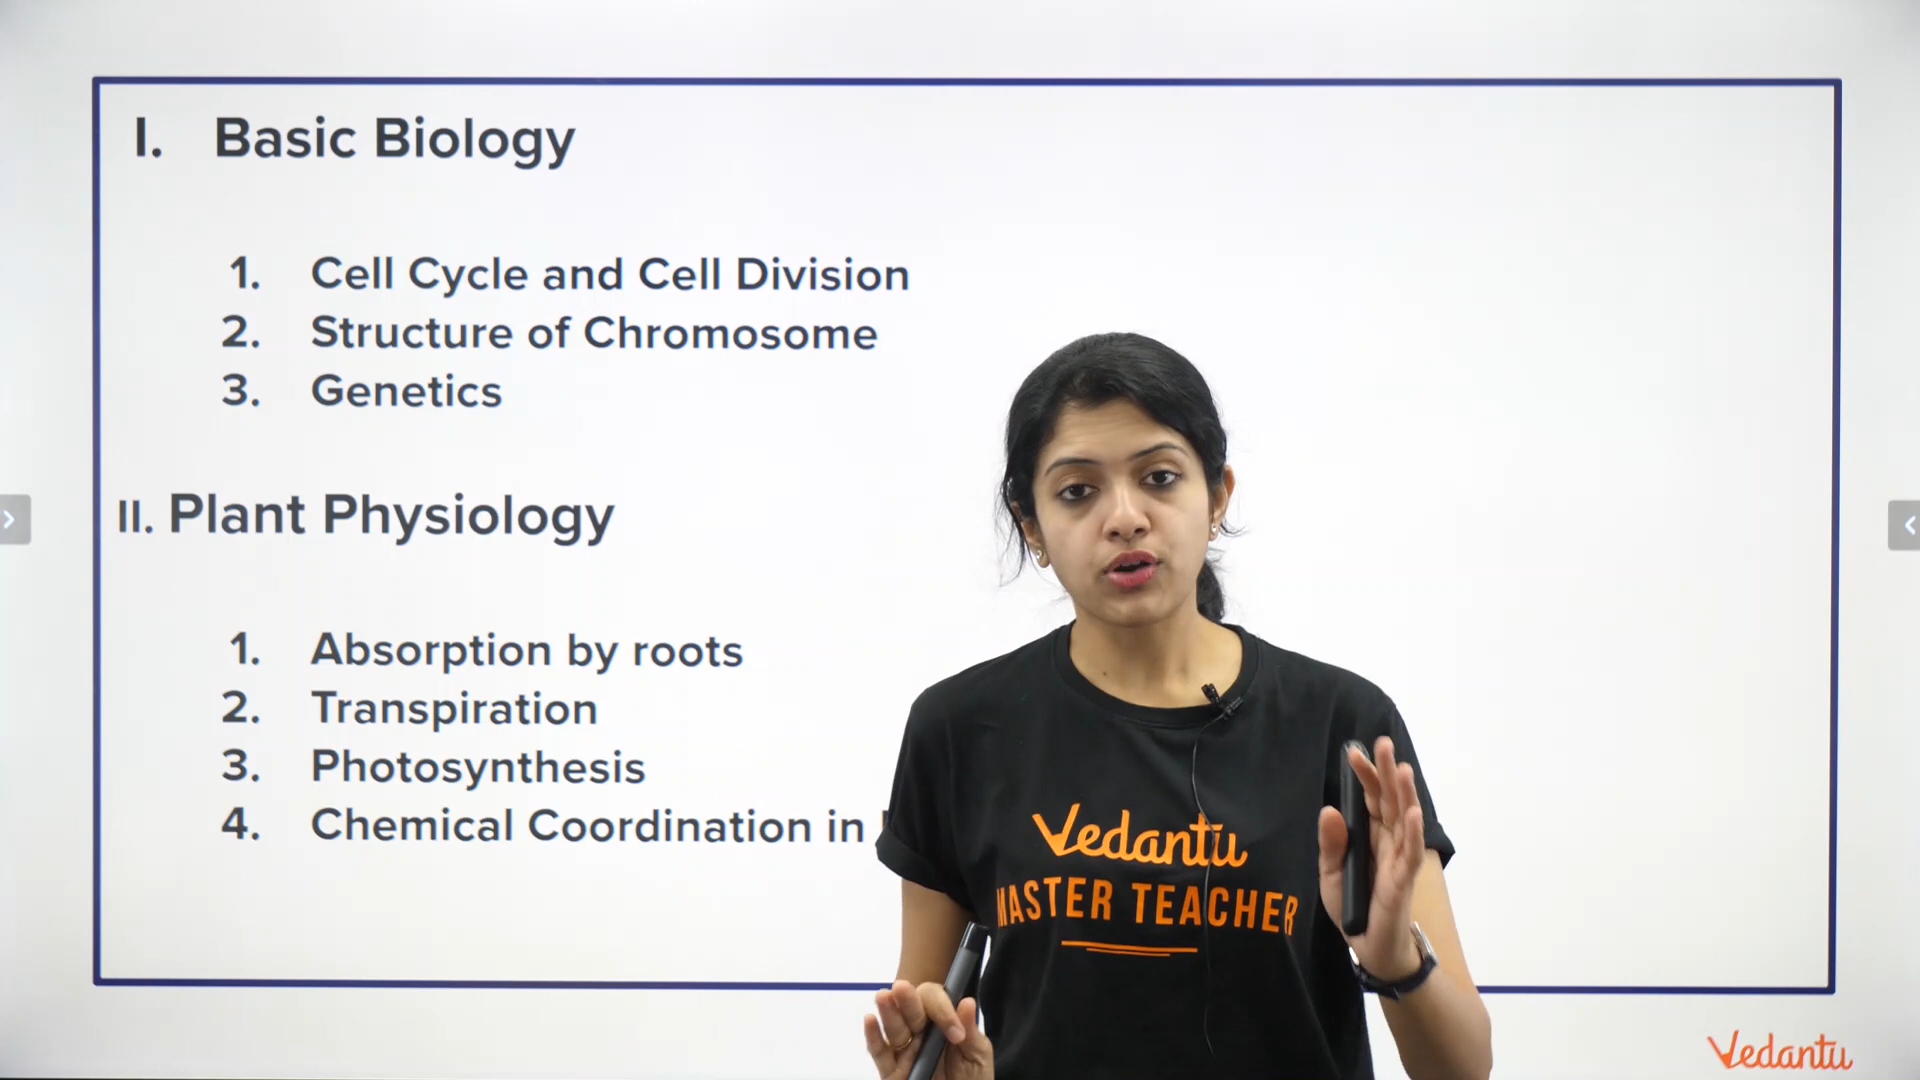 I. Basic Biology
1. Cell Cycle and Cell Division
2. Structure of Chromosome
3. Genetics
II. Plant Physiology
1. Absorption by roots
2. Transpiration
3. Photosynthesis
4. Chemical Coordination in
Vedantu
MASTER TEACHER
Vedantu